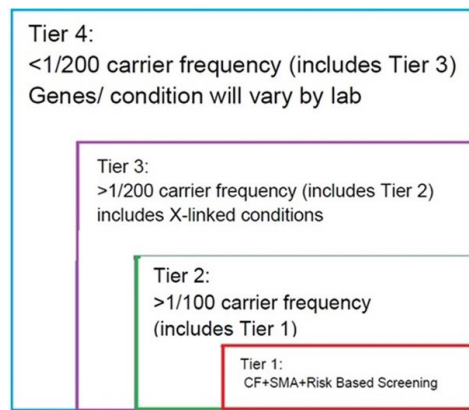 Tier 4:
<1/200 carrier frequency (includes Tier 3)
Genes/ condition will vary by lab
Tier 3:
>1/200 carrier frequency (includes Tier 2)
includes X-linked conditions
Tier 2:
>1/100 carrier frequency
(includes Tier 1)
Tier 1:
CF+SMA+Risk Based Screening